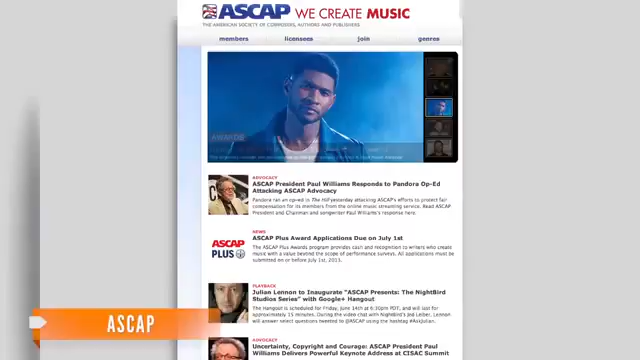 ASCAP WE CREATE MUSIC
THE AMERICAN SOCIETY OF COMPOSERS, AUTHORS AND PUBLISHERS
members licensees join genres
AWARDS
ADVOCACY
ASCAP President Paul Williams Responds to Pandora Op-Ed
Attacking ASCAP Advocacy
Pandora ran an op-ed in The Hill yesterday attacking ASCAP's efforts to protect fair
compensation for its members from the online music streaming service. Read ASCAP
President and Chairman and songwriter Paul Williams's response here.
NEWS
ASCAP Plus Award Applications Due on July 1st
ASCAP
PLUS
The ASCAP Plus Awards program provides cash and recognition to writers who create
music with a value beyond the scope of performance surveys. All applications must be
submitted on or before July 1st, 2013.
PLAYBACK
Julian Lennon to Inaugurate "ASCAP Presents: The NightBird
Studios Series" with Google+ Hangout
The Hangout is scheduled for Friday, June 14 at 6:30pm PDT, and will last for
approximately 15 minutes. During the video chat with NightBird's Jed Leiber, Lennon
will answer select questions tweeted to @ASCAP using the hashtag #AskJulian.
ADVOCACY
Uncertainty, Copyright and Courage: ASCAP President Paul
Williams Delivers Powerful Keynote Address at CISAC Summit
ASCAP